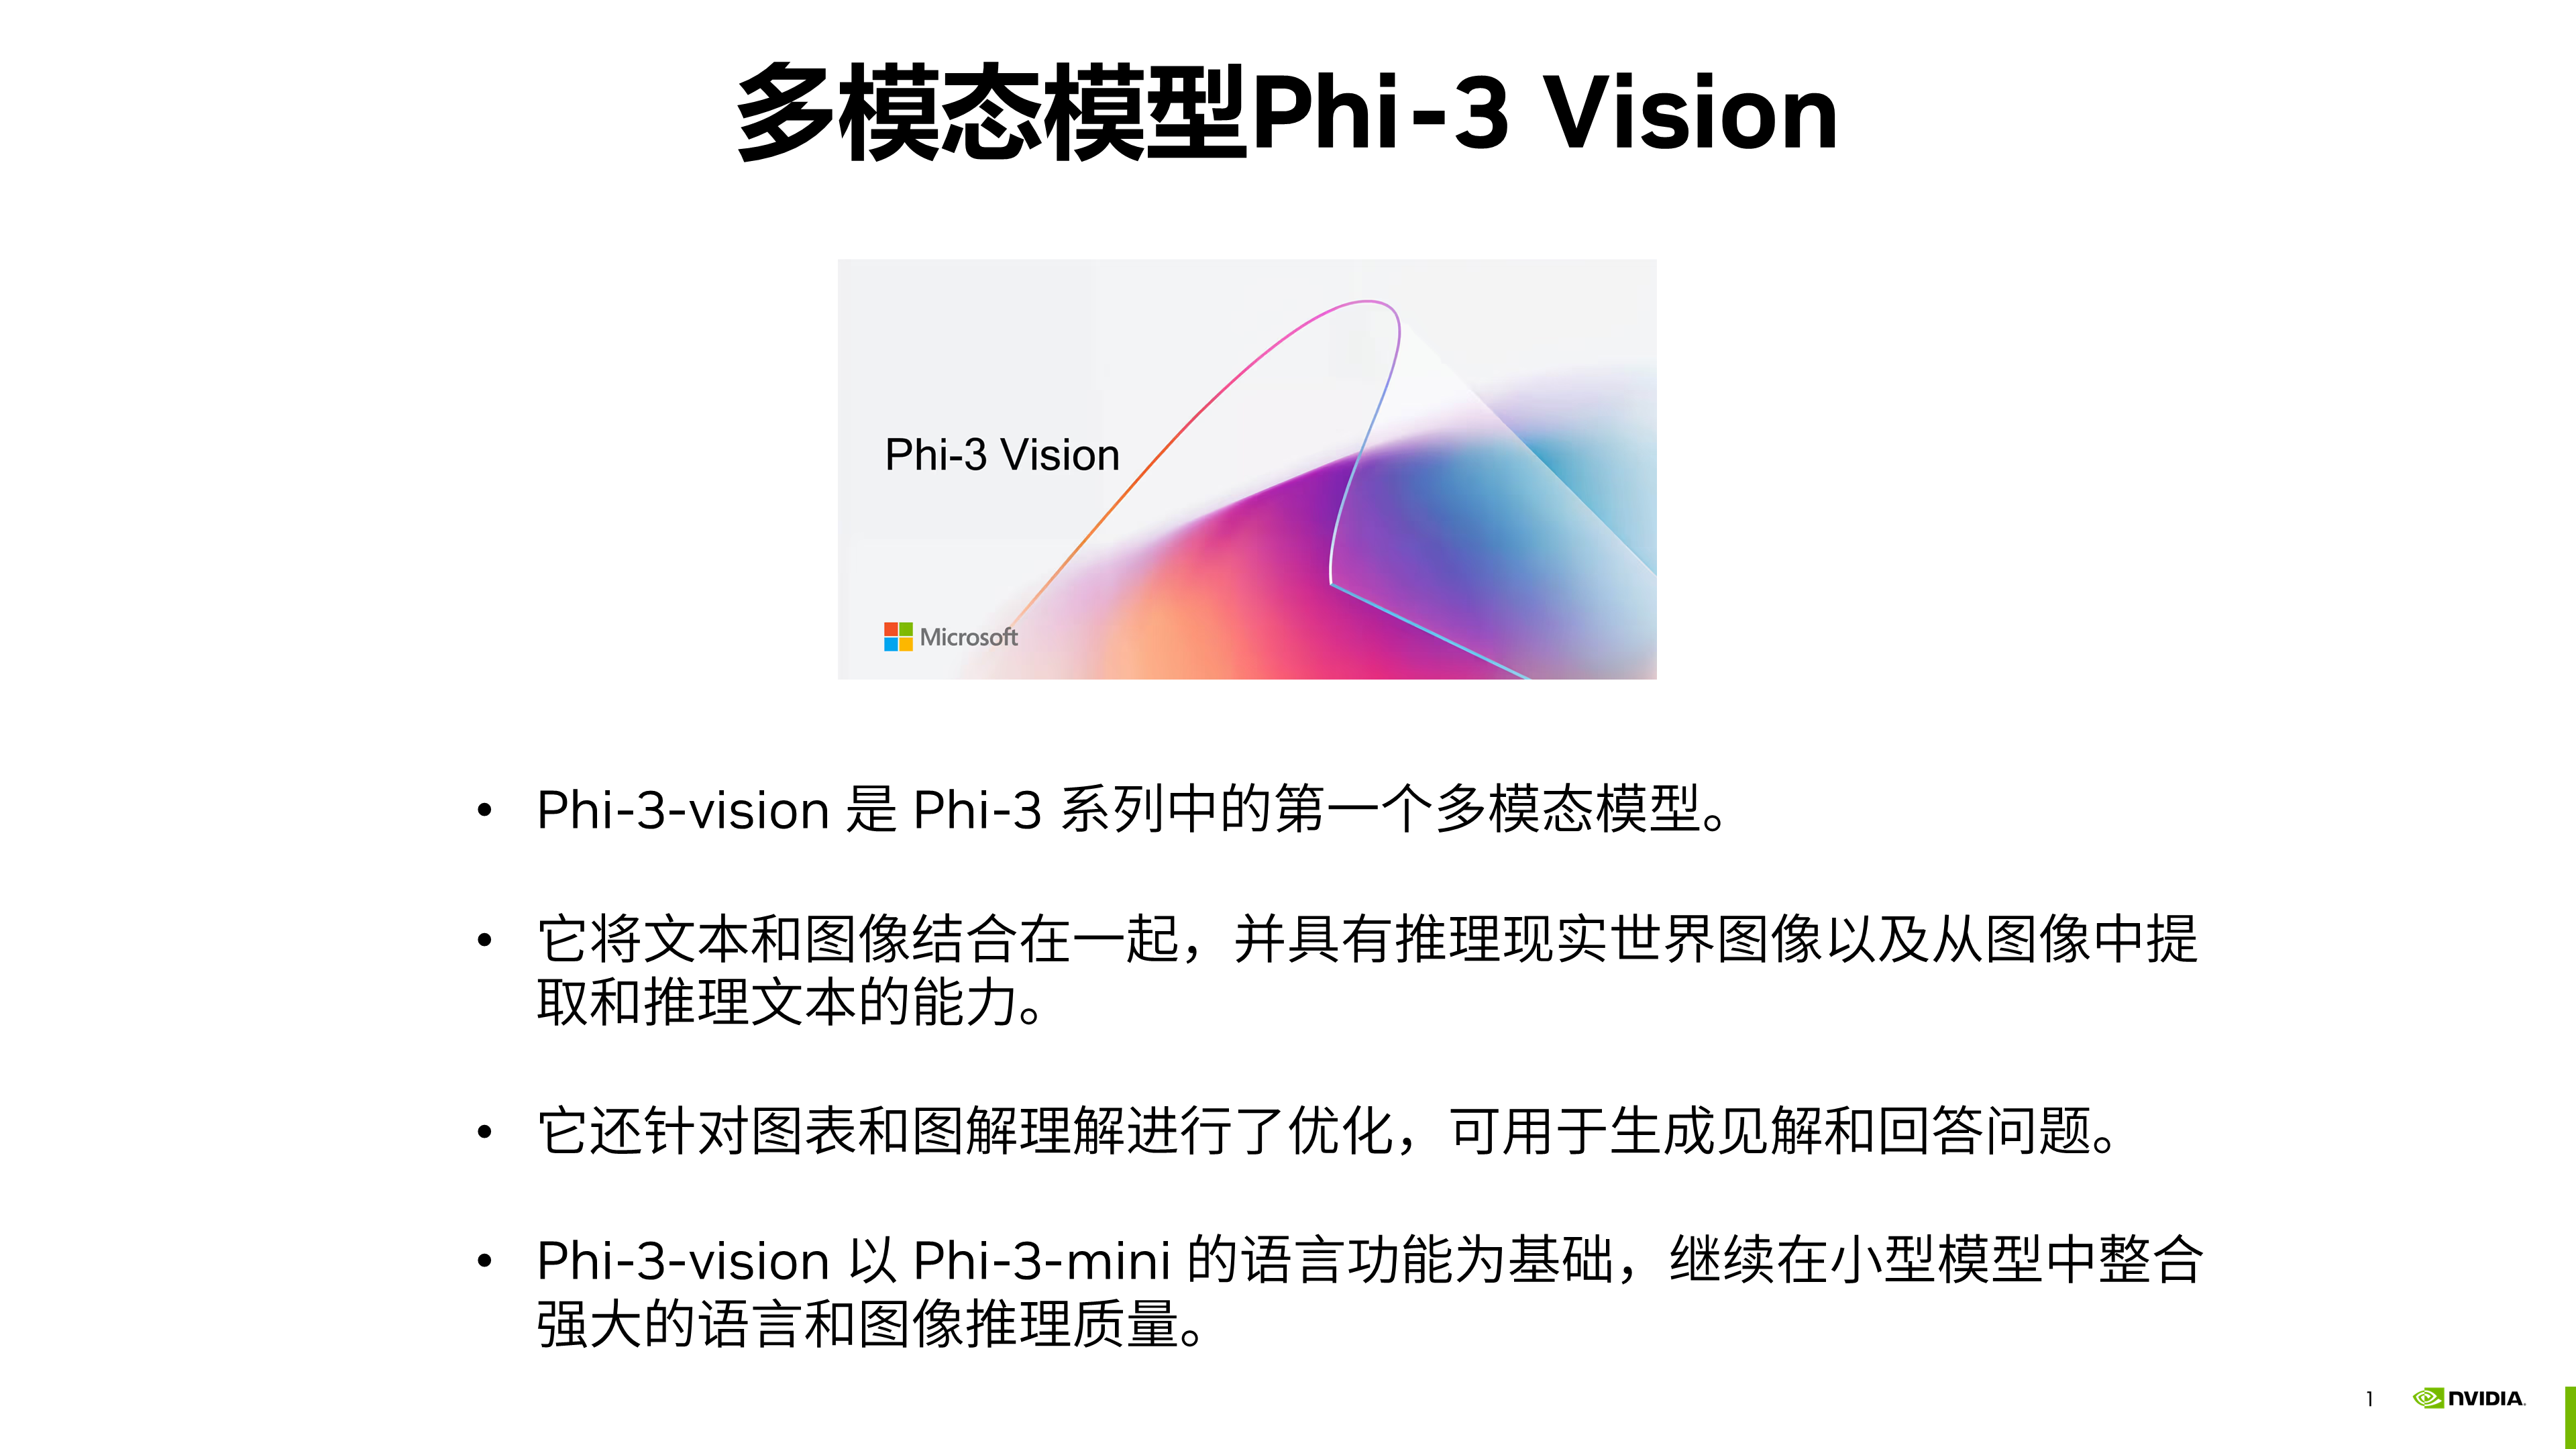 多模态模型Phi-3 Vision
Phi-3 Vision
Microsoft
• Phi-3-vision 是 Phi-3 系列中的第一个多模态模型。
• 它将文本和图像结合在一起，并具有推理现实世界图像以及从图像中提
取和推理文本的能力。
• 它还针对图表和图解理解进行了优化，可用于生成见解和回答问题。
• Phi-3-vision 以 Phi-3-mini 的语言功能为基础，继续在小型模型中整合
强大的语言和图像推理质量。
1
NVIDIA.